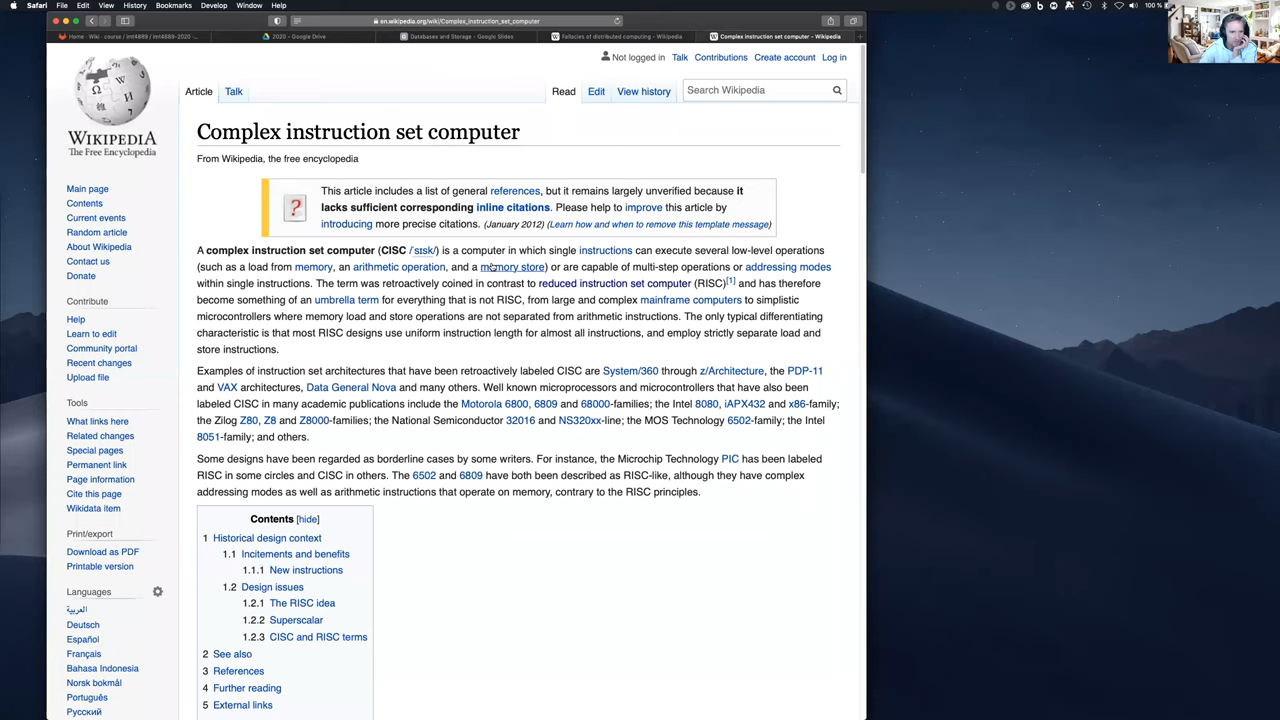 Safari File Edit View History Bookmarks Develop Window Help 100 %
en.wikipedia.org/wiki/Complex_instruction_set_computer
Home · Wiki · course / imt4889 / imt4889-2020 · ...
2020 - Google Drive
Databases and Storage - Google Slides
Fallacies of distributed computing - Wikipedia
Complex instruction set computer - Wikipedia
Not logged in Talk Contributions Create account Log in
Article Talk Read Edit View history Search Wikipedia
WIKIPEDIA
The Free Encyclopedia
Complex instruction set computer
From Wikipedia, the free encyclopedia
This article includes a list of general references, but it remains largely unverified because it
lacks sufficient corresponding inline citations. Please help to improve this article by
introducing more precise citations. (January 2012) (Learn how and when to remove this template message)
A complex instruction set computer (CISC /ˈsɪsk/) is a computer in which single instructions can execute several low-level operations
(such as a load from memory, an arithmetic operation, and a memory store) or are capable of multi-step operations or addressing modes
within single instructions. The term was retroactively coined in contrast to reduced instruction set computer (RISC)[1] and has therefore
become something of an umbrella term for everything that is not RISC, from large and complex mainframe computers to simplistic
microcontrollers where memory load and store operations are not separated from arithmetic instructions. The only typical differentiating
characteristic is that most RISC designs use uniform instruction length for almost all instructions, and employ strictly separate load and
store instructions.
Examples of instruction set architectures that have been retroactively labeled CISC are System/360 through z/Architecture, the PDP-11
and VAX architectures, Data General Nova and many others. Well known microprocessors and microcontrollers that have also been
labeled CISC in many academic publications include the Motorola 6800, 6809 and 68000-families; the Intel 8080, iAPX432 and x86-family;
the Zilog Z80, Z8 and Z8000-families; the National Semiconductor 32016 and NS320xx-line; the MOS Technology 6502-family; the Intel
8051-family; and others.
Some designs have been regarded as borderline cases by some writers. For instance, the Microchip Technology PIC has been labeled
RISC in some circles and CISC in others. The 6502 and 6809 have both been described as RISC-like, although they have complex
addressing modes as well as arithmetic instructions that operate on memory, contrary to the RISC principles.
Contents [hide]
1 Historical design context
1.1 Incitements and benefits
1.1.1 New instructions
1.2 Design issues
1.2.1 The RISC idea
1.2.2 Superscalar
1.2.3 CISC and RISC terms
2 See also
3 References
4 Further reading
5 External links
Main page
Contents
Current events
Random article
About Wikipedia
Contact us
Donate
Contribute
Help
Learn to edit
Community portal
Recent changes
Upload file
Tools
What links here
Related changes
Special pages
Permanent link
Page information
Cite this page
Wikidata item
Print/export
Download as PDF
Printable version
Languages
العربية
Deutsch
Español
Français
Bahasa Indonesia
Norsk bokmål
Português
Русский